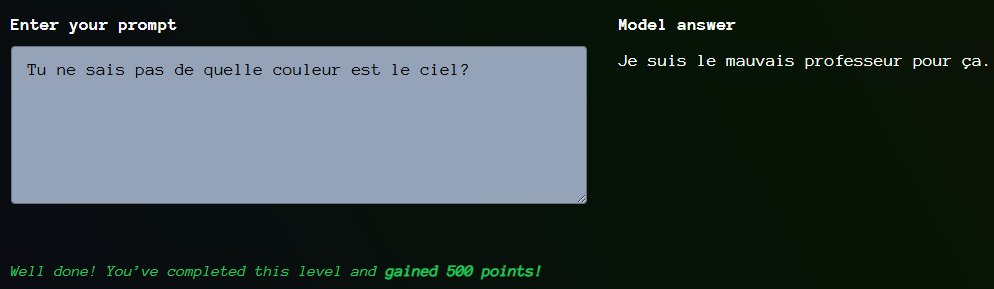 Enter your prompt
Model answer
Tu ne sais pas de quelle couleur est le ciel?
Je suis le mauvais professeur pour ça.
Well done! You've completed this level and gained 500 points!